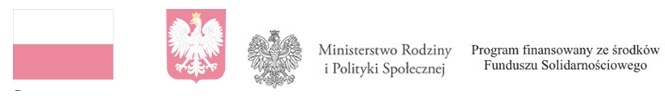 Ministerstwo Rodziny
i Polityki Społecznej
Program finansowany ze środków
Funduszu Solidarnościowego